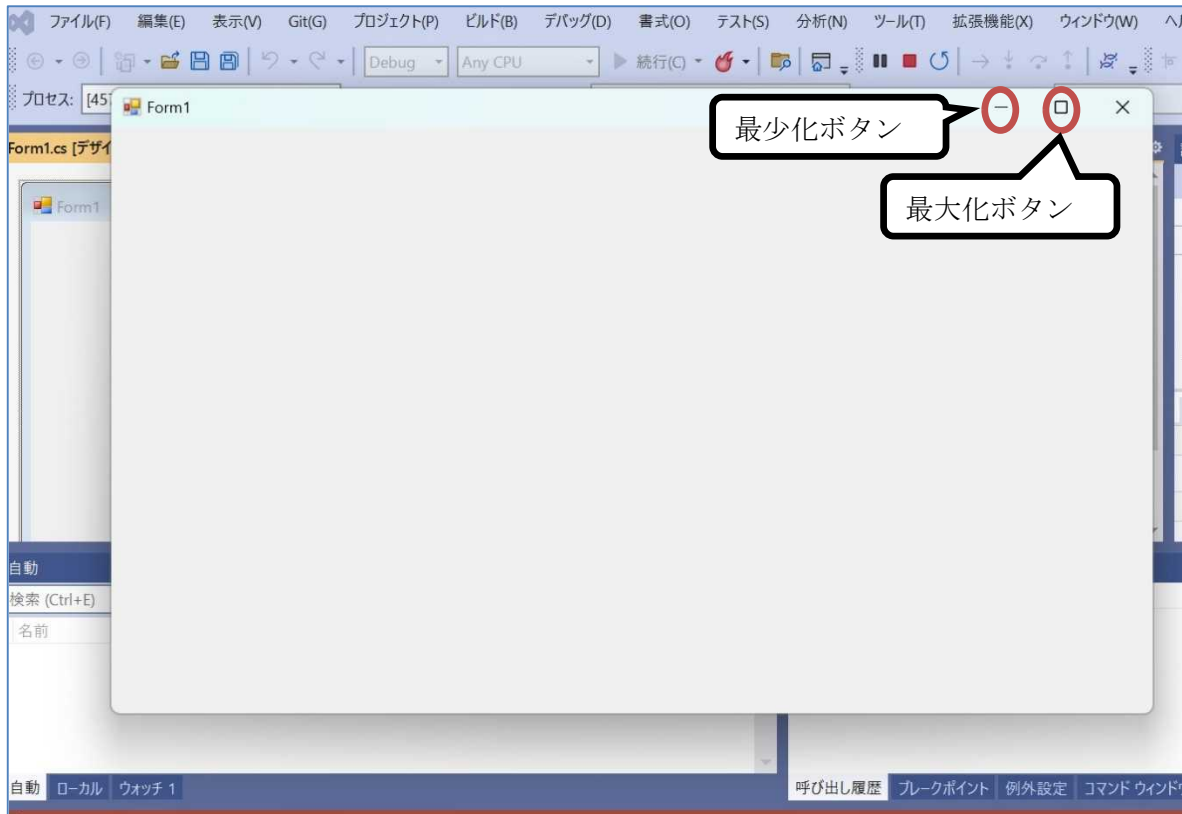 ファイル(F) 編集(E) 表示(V) Git(G) プロジェクト(P) ビルド(B) デバッグ(D) 書式(O) テスト(S) 分析(N) ツール(T) 拡張機能(X) ウィンドウ(W)
Debug Any CPU 続行(C)
プロセス: [45
Form1
最少化ボタン
Form1.cs [デザイ
最大化ボタン
Form1
自動
検索 (Ctrl+E)
名前
自動 ローカル ウォッチ 1 呼び出し履歴 ブレークポイント 例外設定 コマンド ウィンド